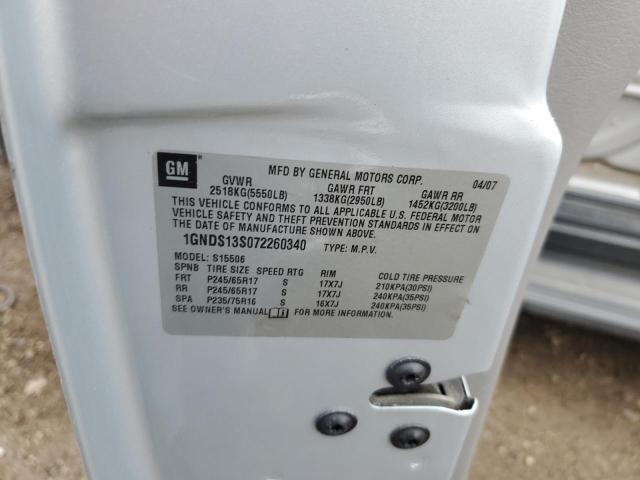 GM
MFD BY GENERAL MOTORS CORP. 04/07
GVWR GAWR FRT GAWR RR
2518KG(5550LB) 1338KG(2950LB) 1452KG(3200LB)
THIS VEHICLE CONFORMS TO ALL APPLICABLE U.S. FEDERAL MOTOR
VEHICLE SAFETY AND THEFT PREVENTION STANDARDS IN EFFECT ON
THE DATE OF MANUFACTURE SHOWN ABOVE.
1GNDS13S072260340 TYPE: M.P.V.
MODEL: S15506
SPNB TIRE SIZE SPEED RTG RIM COLD TIRE PRESSURE
FRT P245/65R17 S 17X7J 210KPA(30PSI)
RR P245/65R17 S 17X7J 240KPA(35PSI)
SPA P235/75R16 S 16X7J 240KPA(35PSI)
SEE OWNER'S MANUAL FOR MORE INFORMATION.